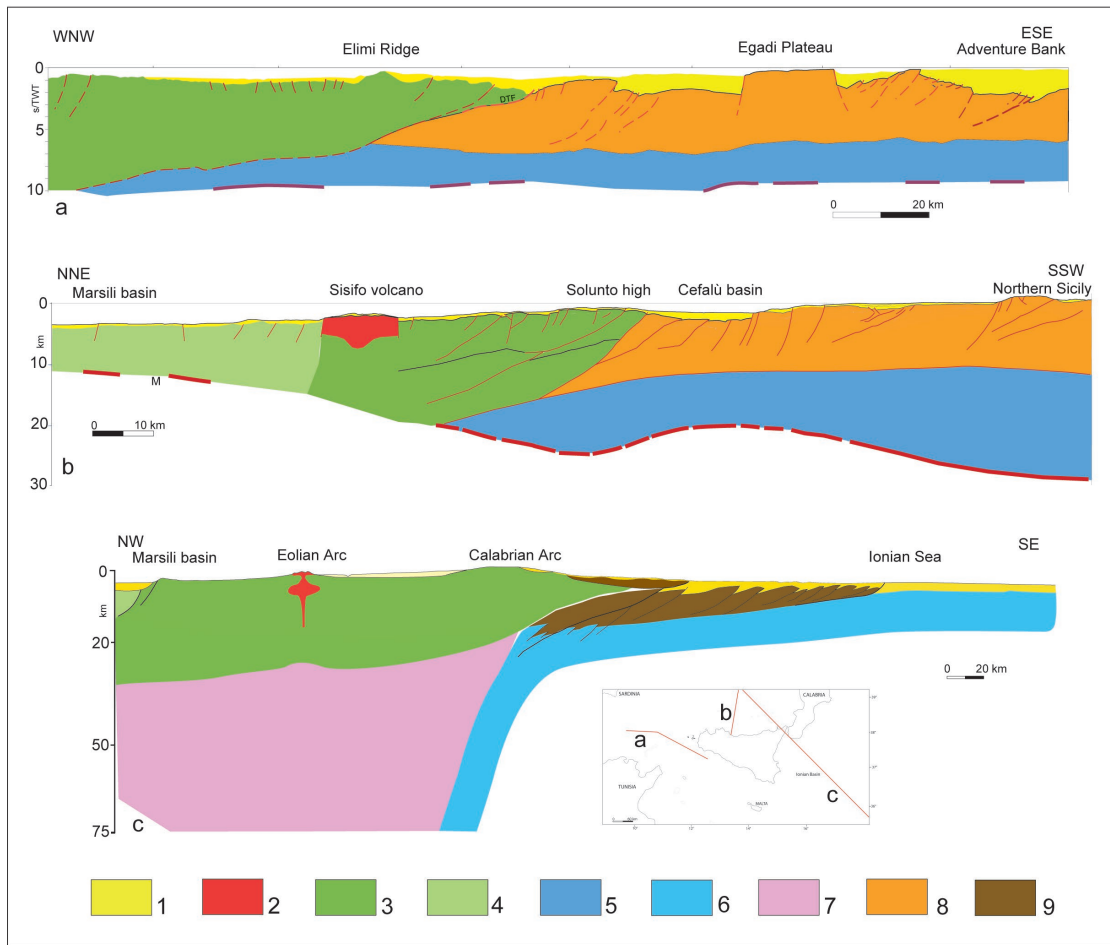 WNW
Elimi Ridge
Egadi Plateau
ESE
Adventure Bank
0
s/TWT
5
10
DTF
a
20 km
NNE
Marsili basin
Sisifo volcano
Solunto high
Cefalù basin
SSW
Northern Sicily
0
km
10
20
30
M
0 10 km
b
NW
Marsili basin
Eolian Arc
Calabrian Arc
Ionian Sea
SE
0
km
20
50
75
c
0 20 km
SARDINIA
CALABRIA
b
a
Ionian Basin
TUNISIA
MALTA
c
1 2 3 4 5 6 7 8 9